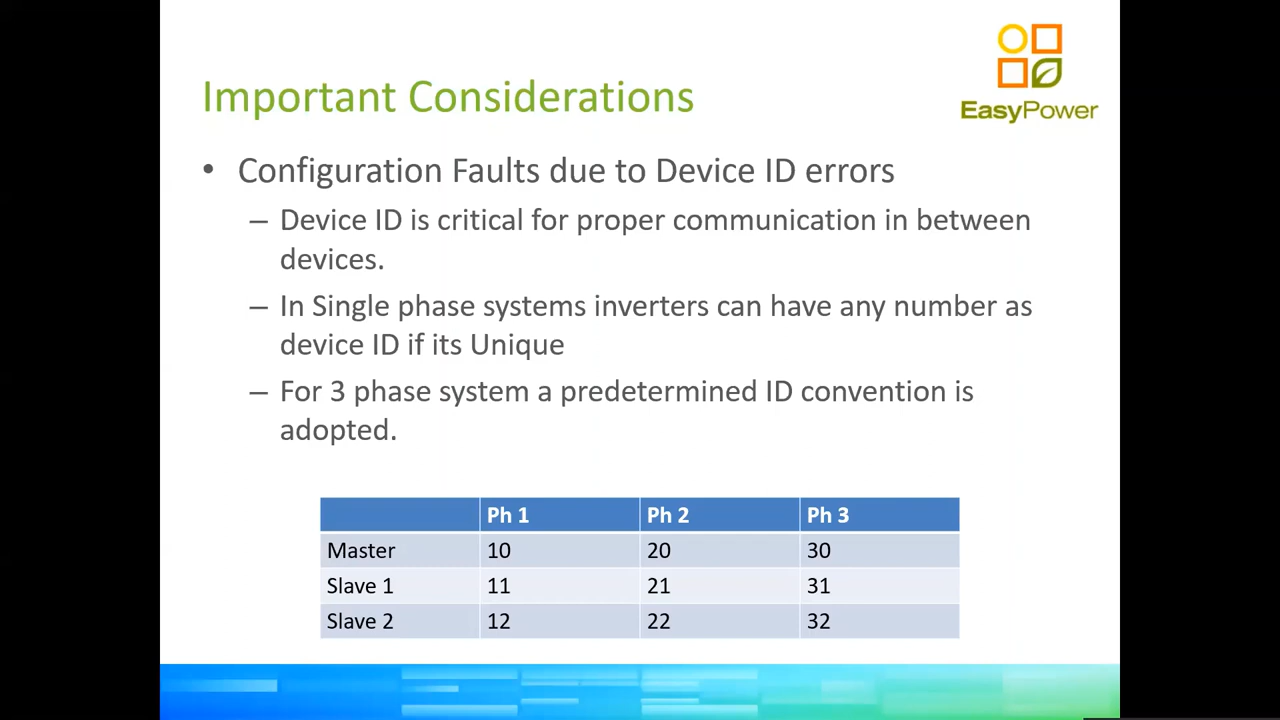 EasyPower
Important Considerations
• Configuration Faults due to Device ID errors
– Device ID is critical for proper communication in between
devices.
– In Single phase systems inverters can have any number as
device ID if its Unique
– For 3 phase system a predetermined ID convention is
adopted.
Ph 1 Ph 2 Ph 3
Master 10 20 30
Slave 1 11 21 31
Slave 2 12 22 32